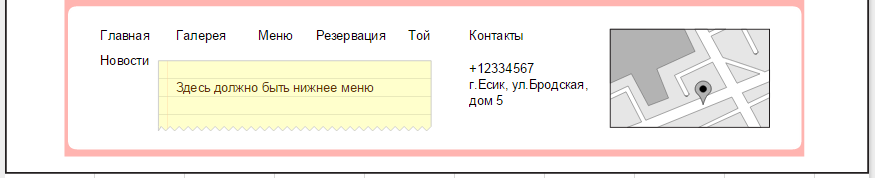 Главная Галерея Меню Резервация Той Контакты
Новости
+12334567
Здесь должно быть нижнее меню
г.Есик, ул.Бродская,
дом 5